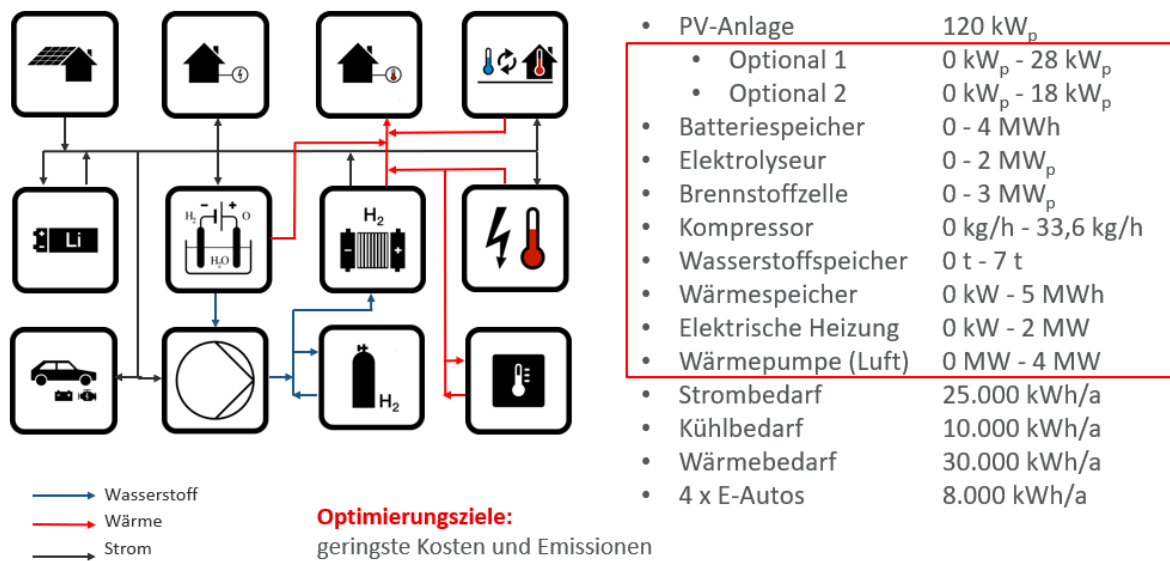 Li
H₂ O
H₂O
H₂
H₂
Wasserstoff
Wärme
Strom
Optimierungsziele:
geringste Kosten und Emissionen
• PV-Anlage 120 kWₚ
• Optional 1 0 kWₚ - 28 kWₚ
• Optional 2 0 kWₚ - 18 kWₚ
• Batteriespeicher 0 - 4 MWh
• Elektrolyseur 0 - 2 MWₚ
• Brennstoffzelle 0 - 3 MWₚ
• Kompressor 0 kg/h - 33,6 kg/h
• Wasserstoffspeicher 0 t - 7 t
• Wärmespeicher 0 kW - 5 MWh
• Elektrische Heizung 0 kW - 2 MW
• Wärmepumpe (Luft) 0 MW - 4 MW
• Strombedarf 25.000 kWh/a
• Kühlbedarf 10.000 kWh/a
• Wärmebedarf 30.000 kWh/a
• 4 x E-Autos 8.000 kWh/a